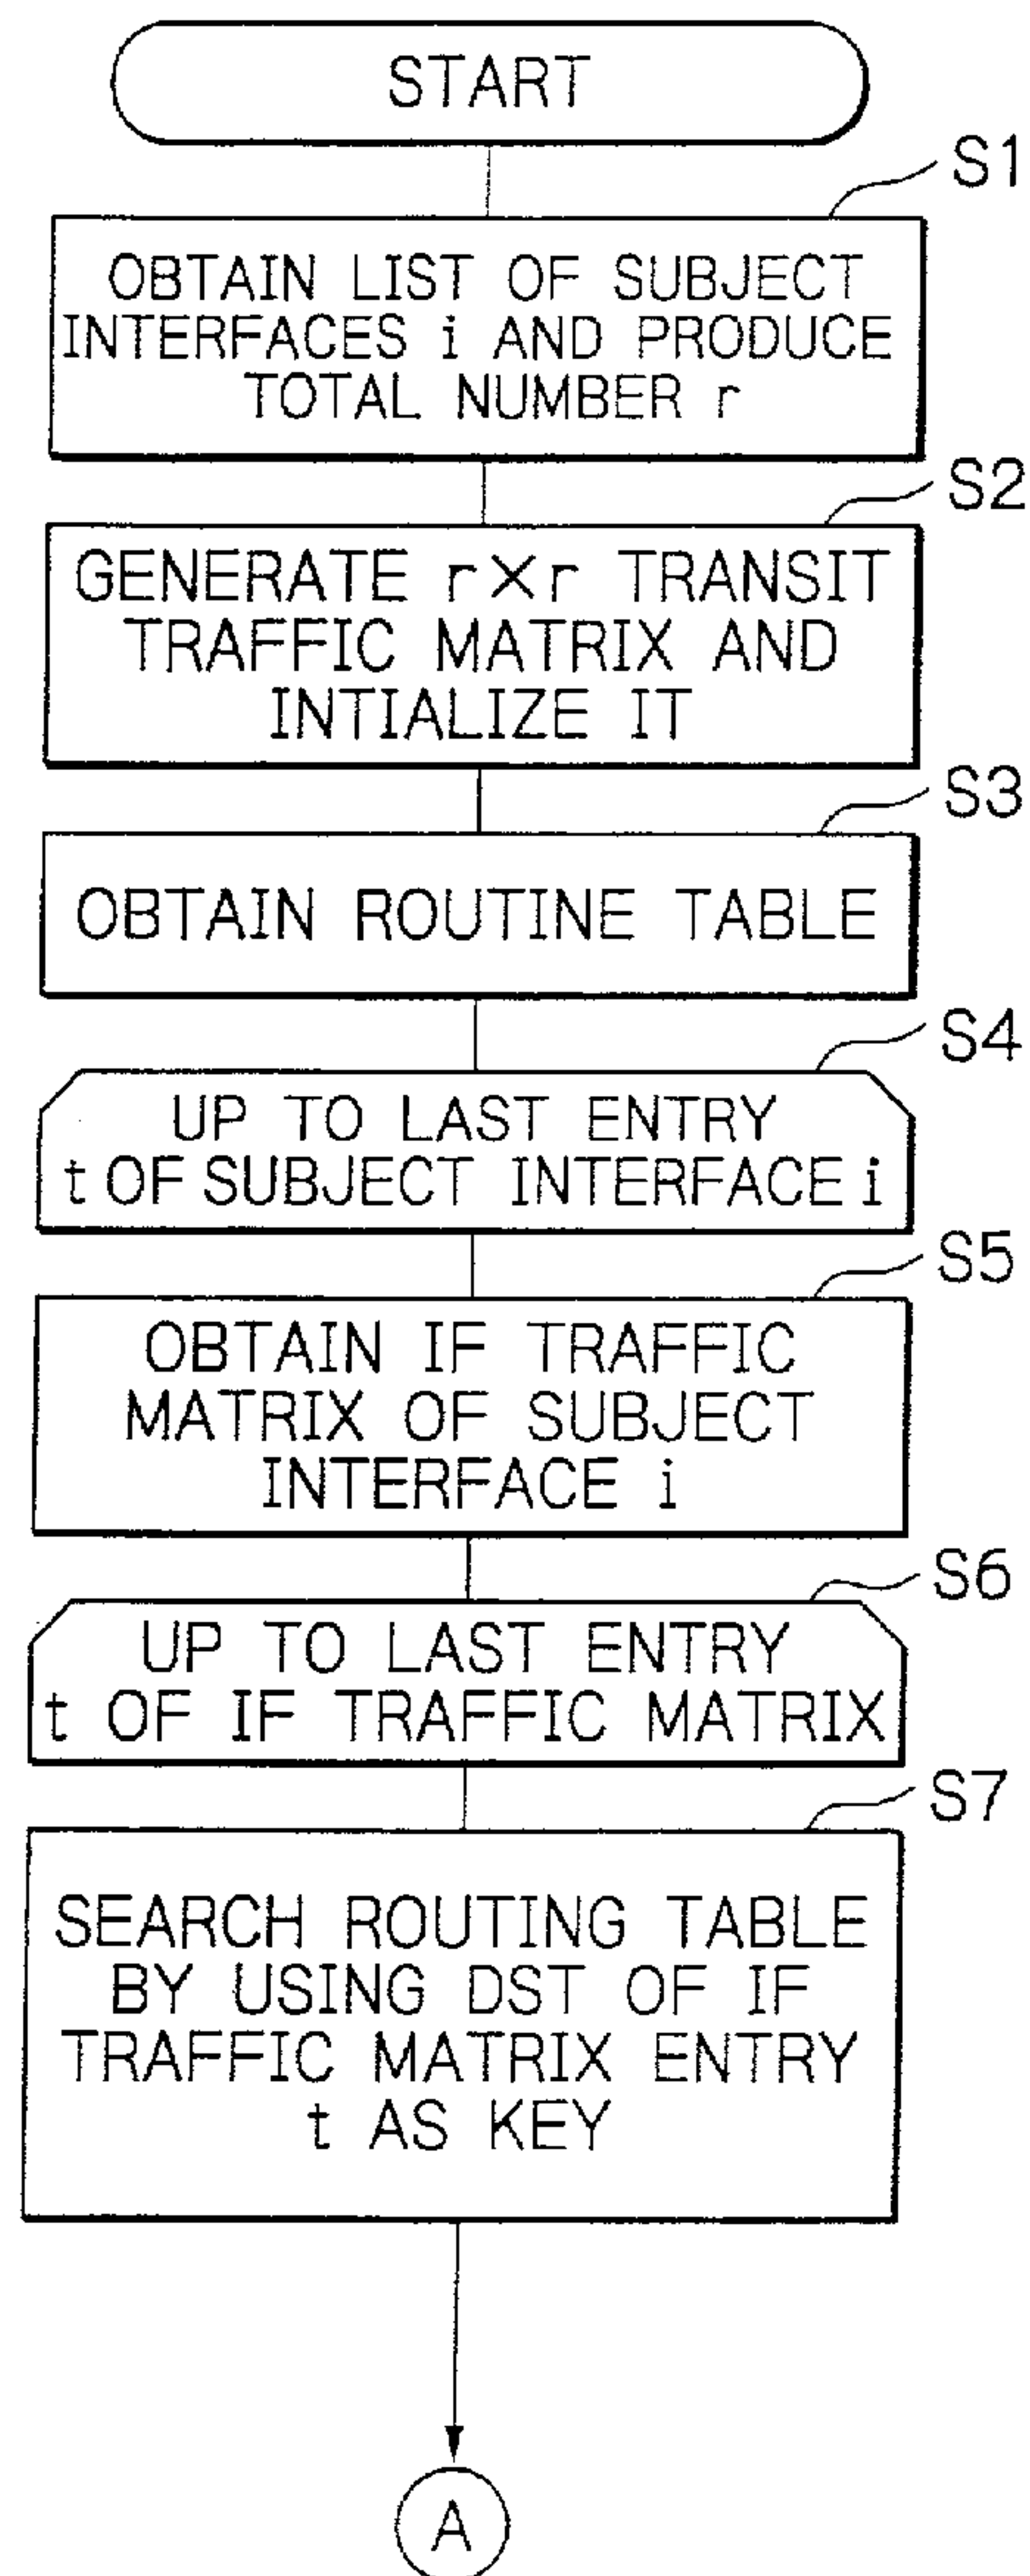 START
S1
OBTAIN LIST OF SUBJECT
INTERFACES i AND PRODUCE
TOTAL NUMBER r
S2
GENERATE r×r TRANSIT
TRAFFIC MATRIX AND
INTIALIZE IT
S3
OBTAIN ROUTINE TABLE
S4
UP TO LAST ENTRY
t OF SUBJECT INTERFACE i
S5
OBTAIN IF TRAFFIC
MATRIX OF SUBJECT
INTERFACE i
S6
UP TO LAST ENTRY
t OF IF TRAFFIC MATRIX
S7
SEARCH ROUTING TABLE
BY USING DST OF IF
TRAFFIC MATRIX ENTRY
t AS KEY
A